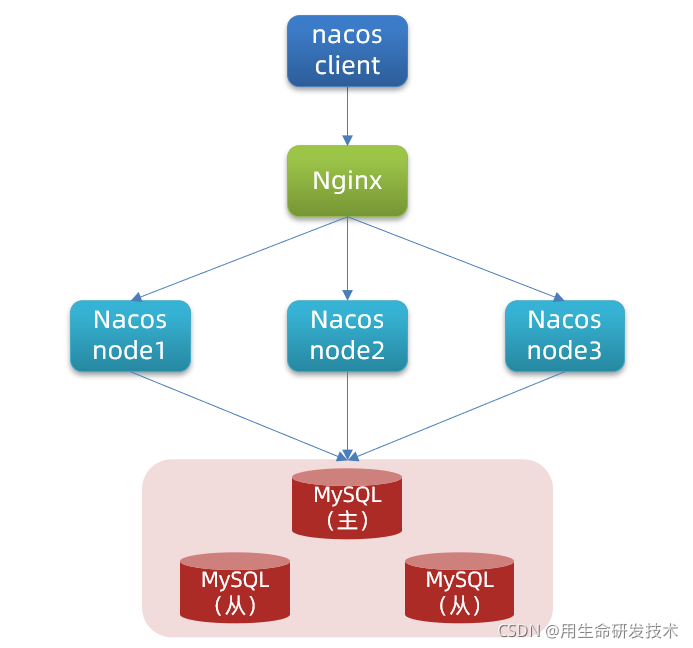 nacos
client
Nginx
Nacos
node1
Nacos
node2
Nacos
node3
MySQL
（主）
MySQL
（从）
MySQL
（从）
CSDN @用生命研发技术